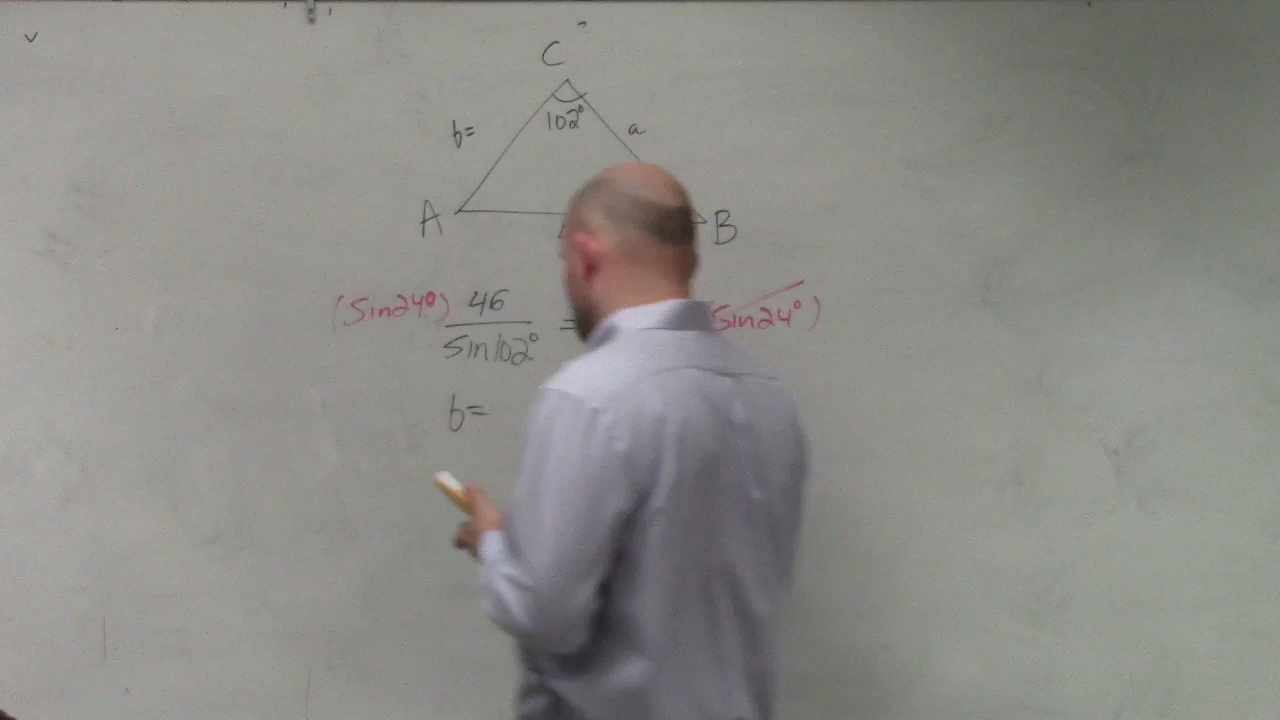 C
102°
b=
a
A
B
(Sin24°) 46 / Sin102° = Sin24°)
b=